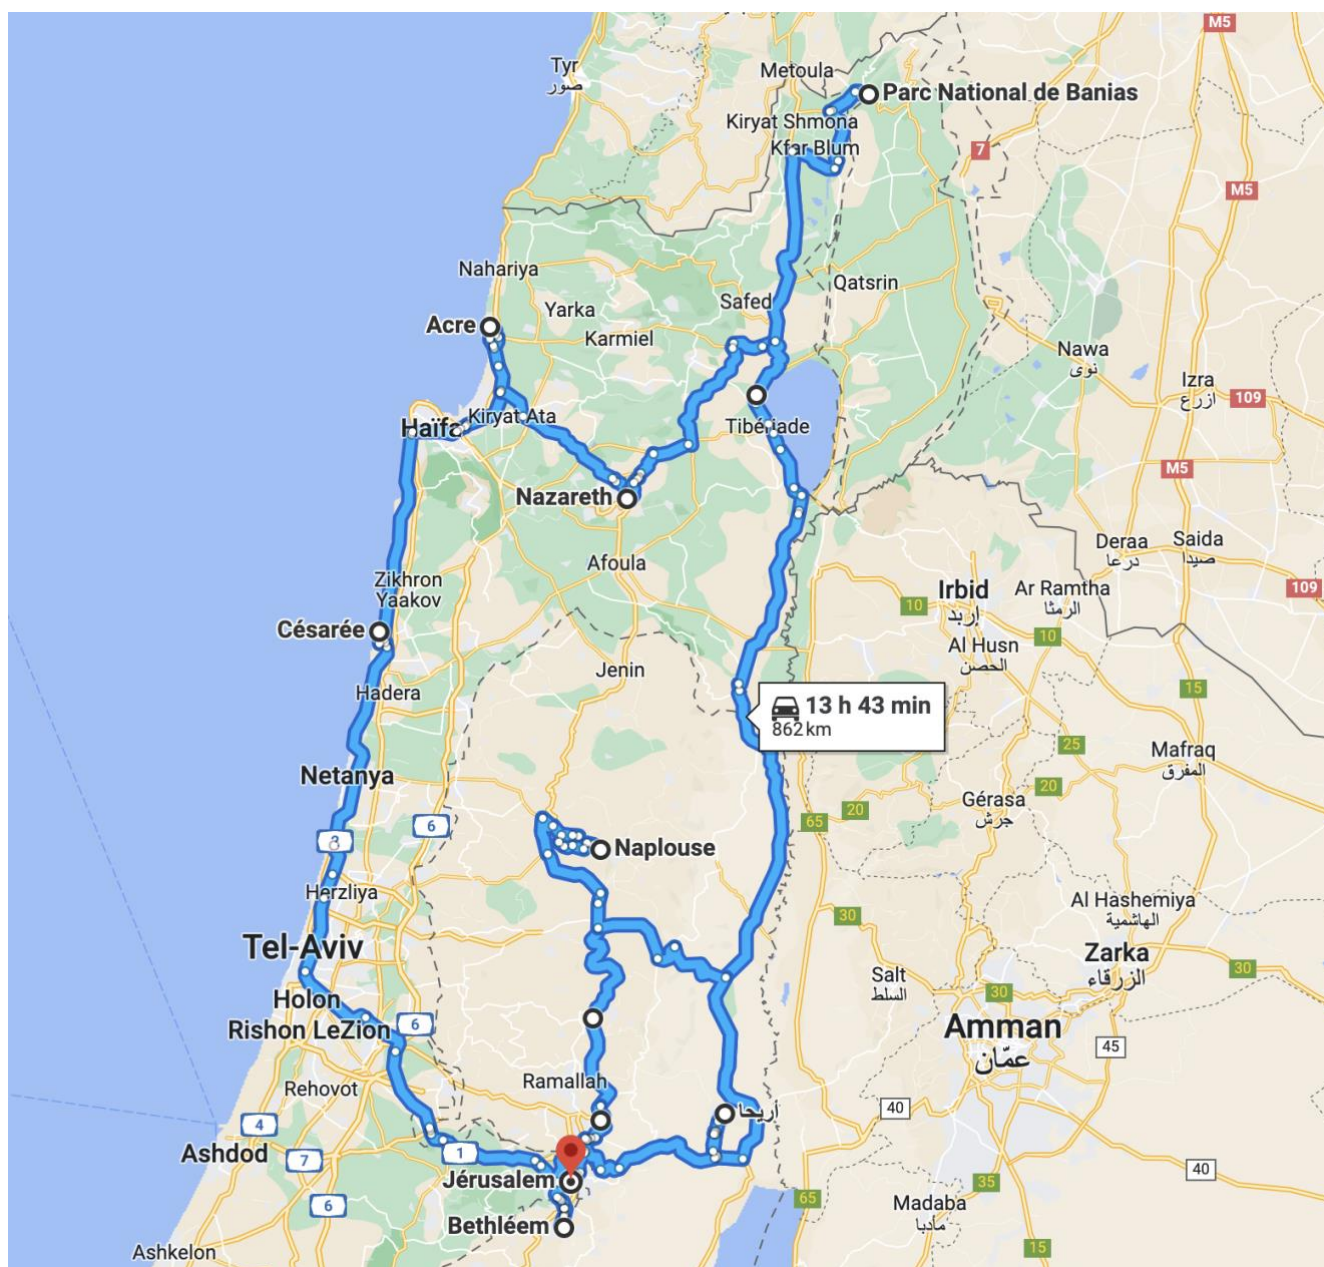 M5
Tyr
صور
Metoula
Parc National de Banias
Kiryat Shmona
Kfar Blum
7
M5
Nahariya
Qatsrin
Safed
Yarka
Acre
Karmiel
Nawa
نوى
Izra
ازرع
109
Kiryat Ata
Haïfa
Tibériade
M5
Nazareth
Deraa
درعا
Saida
صيدا
Afoula
Zikhron
Yaakov
Irbid
إربد
Ar Ramtha
الرمثا
109
10
10
Césarée
Al Husn
الحصن
Jenin
Hadera
15
13 h 43 min
862 km
Netanya
25
Mafraq
المفرق
20
Gérasa
جرش
20
65
6
Naplouse
Herzliya
Al Hashemiya
الهاشمية
30
Tel-Aviv
Zarka
الزرقاء
30
Salt
السلط
30
Holon
Rishon LeZion
6
Amman
عمّان
45
Ramallah
Rehovot
أريحا
40
4
Ashdod
7
1
Jérusalem
40
35
65
6
Madaba
مأدبا
Bethléem
Ashkelon
15